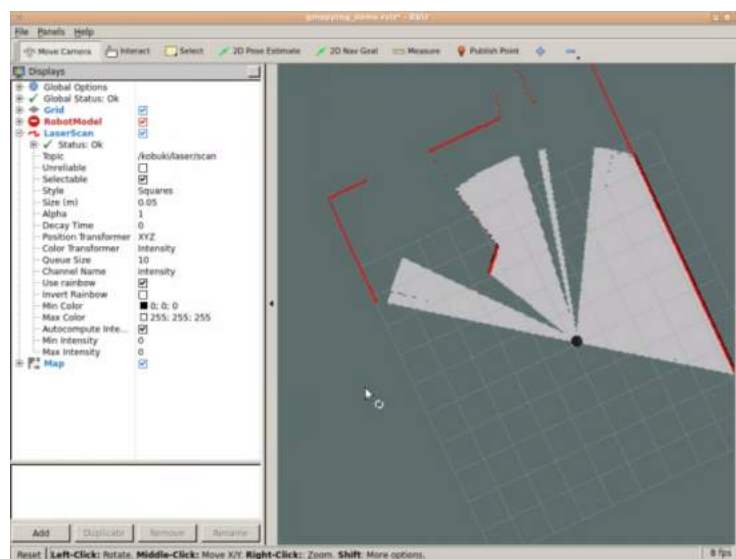 gmapping_demo.rviz* - RViz
File Panels Help
Move Camera Interact Select 2D Pose Estimate 2D Nav Goal Measure Publish Point
Displays
Global Options
Global Status: Ok
Grid
RobotModel
LaserScan
Status: Ok
Topic /kobuki/laser/scan
Unreliable
Selectable
Style Squares
Size (m) 0.05
Alpha 1
Decay Time 0
Position Transformer XYZ
Color Transformer Intensity
Queue Size 10
Channel Name intensity
Use rainbow
Invert Rainbow
Min Color 0; 0; 0
Max Color 255; 255; 255
Autocompute Inte...
Min Intensity 0
Max Intensity 0
Map
Add Duplicate Remove Rename
Reset Left-Click: Rotate. Middle-Click: Move X/Y. Right-Click:: Zoom. Shift: More options. 8 fps